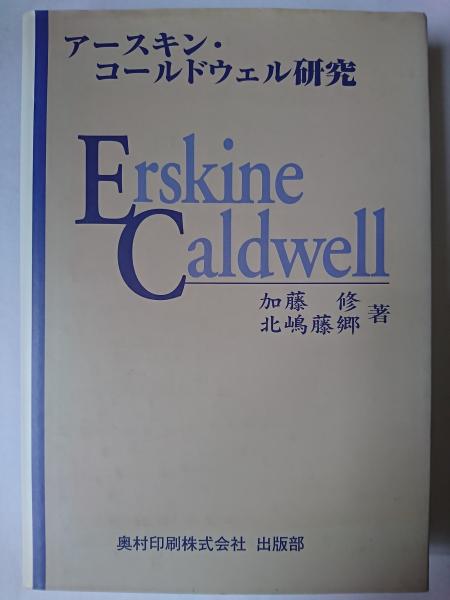 アースキン・
コールドウェル研究
Erskine
Caldwell
加藤 修
北嶋藤郷 著
奥村印刷株式会社 出版部